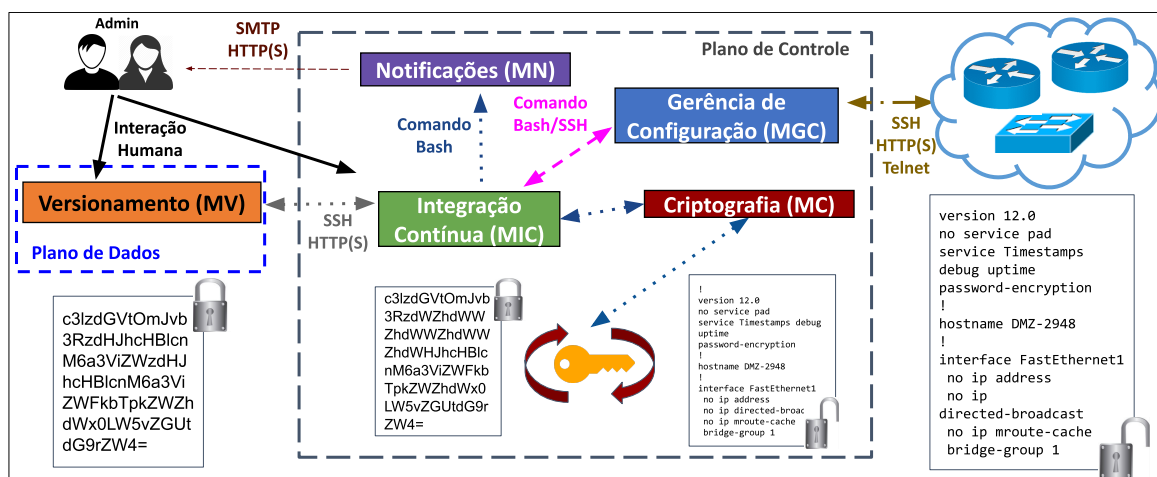 Admin
SMTP
HTTP(S)
Plano de Controle
Notificações (MN)
Comando
Bash/SSH
Gerência de
Configuração (MGC)
Comando
Bash
SSH
HTTP(S)
Telnet
Interação
Humana
Versionamento (MV)
Plano de Dados
SSH
HTTP(S)
Integração
Contínua (MIC)
Criptografia (MC)
c3lzdGVtOmJvb
3RzdHJhcHBlcn
M6a3ViZWzdHJ
hcHBlcnM6a3Vi
ZWFkbTpkZWZh
dWx0LW5vZGUt
dG9rZW4=
c3lzdGVtOmJvb
3RzdWZhdWW
ZhdWWZhdWW
ZhdWHJhcHBlc
nM6a3ViZWFkb
TpkZWZhdWx0
LW5vZGUtdG9r
ZW4=
!
version 12.0
no service pad
service Timestamps debug
uptime
password-encryption
!
hostname DMZ-2948
!
interface FastEthernet1
no ip address
no ip directed-broad
no ip mroute-cache
bridge-group 1
version 12.0
no service pad
service Timestamps
debug uptime
password-encryption
!
hostname DMZ-2948
!
interface FastEthernet1
no ip address
no ip
directed-broadcast
no ip mroute-cache
bridge-group 1